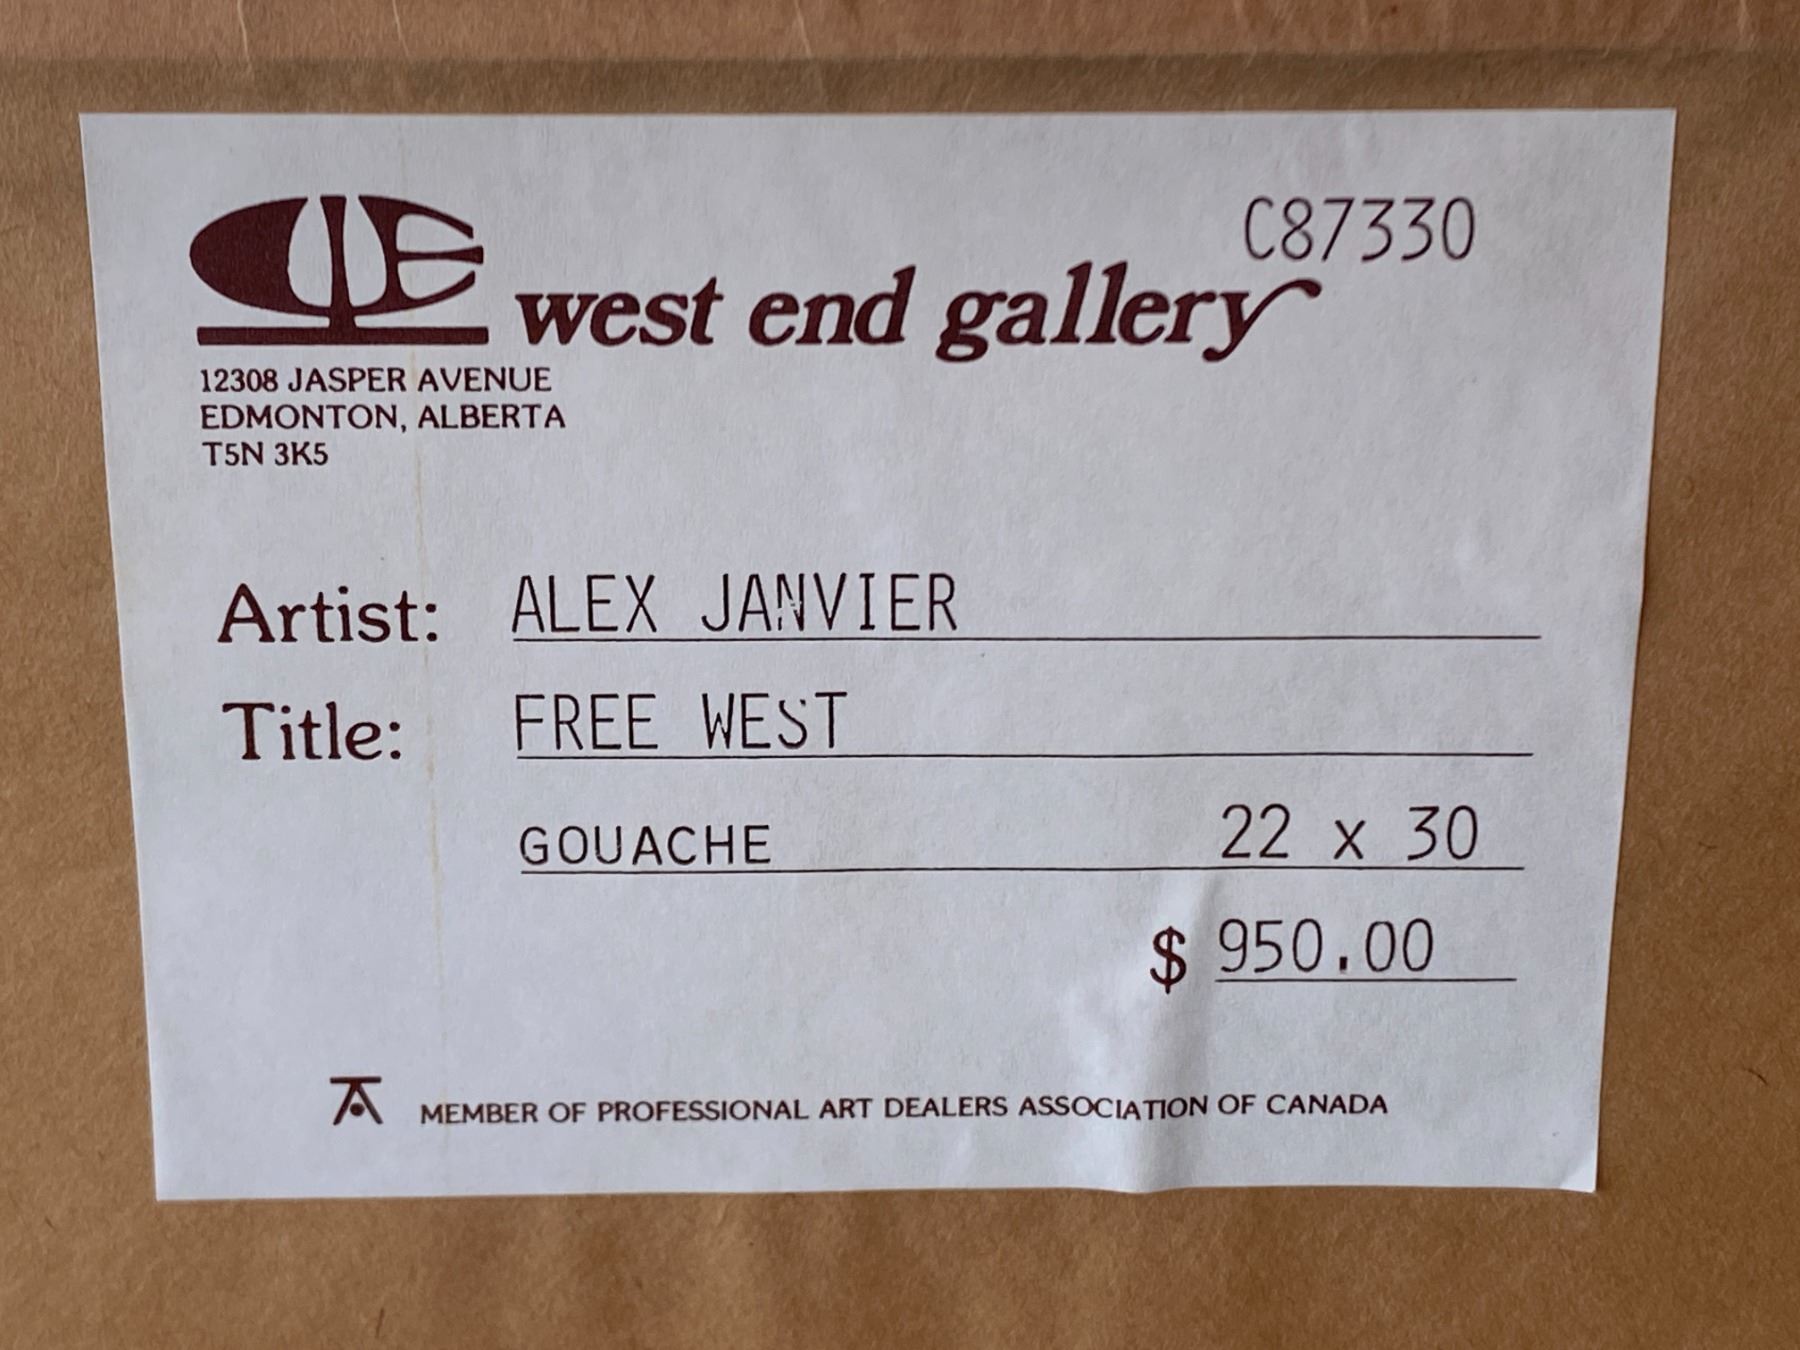 C87330
WE west end gallery
12308 JASPER AVENUE
EDMONTON, ALBERTA
T5N 3K5
Artist: ALEX JANVIER
Title: FREE WEST
GOUACHE 22 x 30
$ 950.00
MEMBER OF PROFESSIONAL ART DEALERS ASSOCIATION OF CANADA